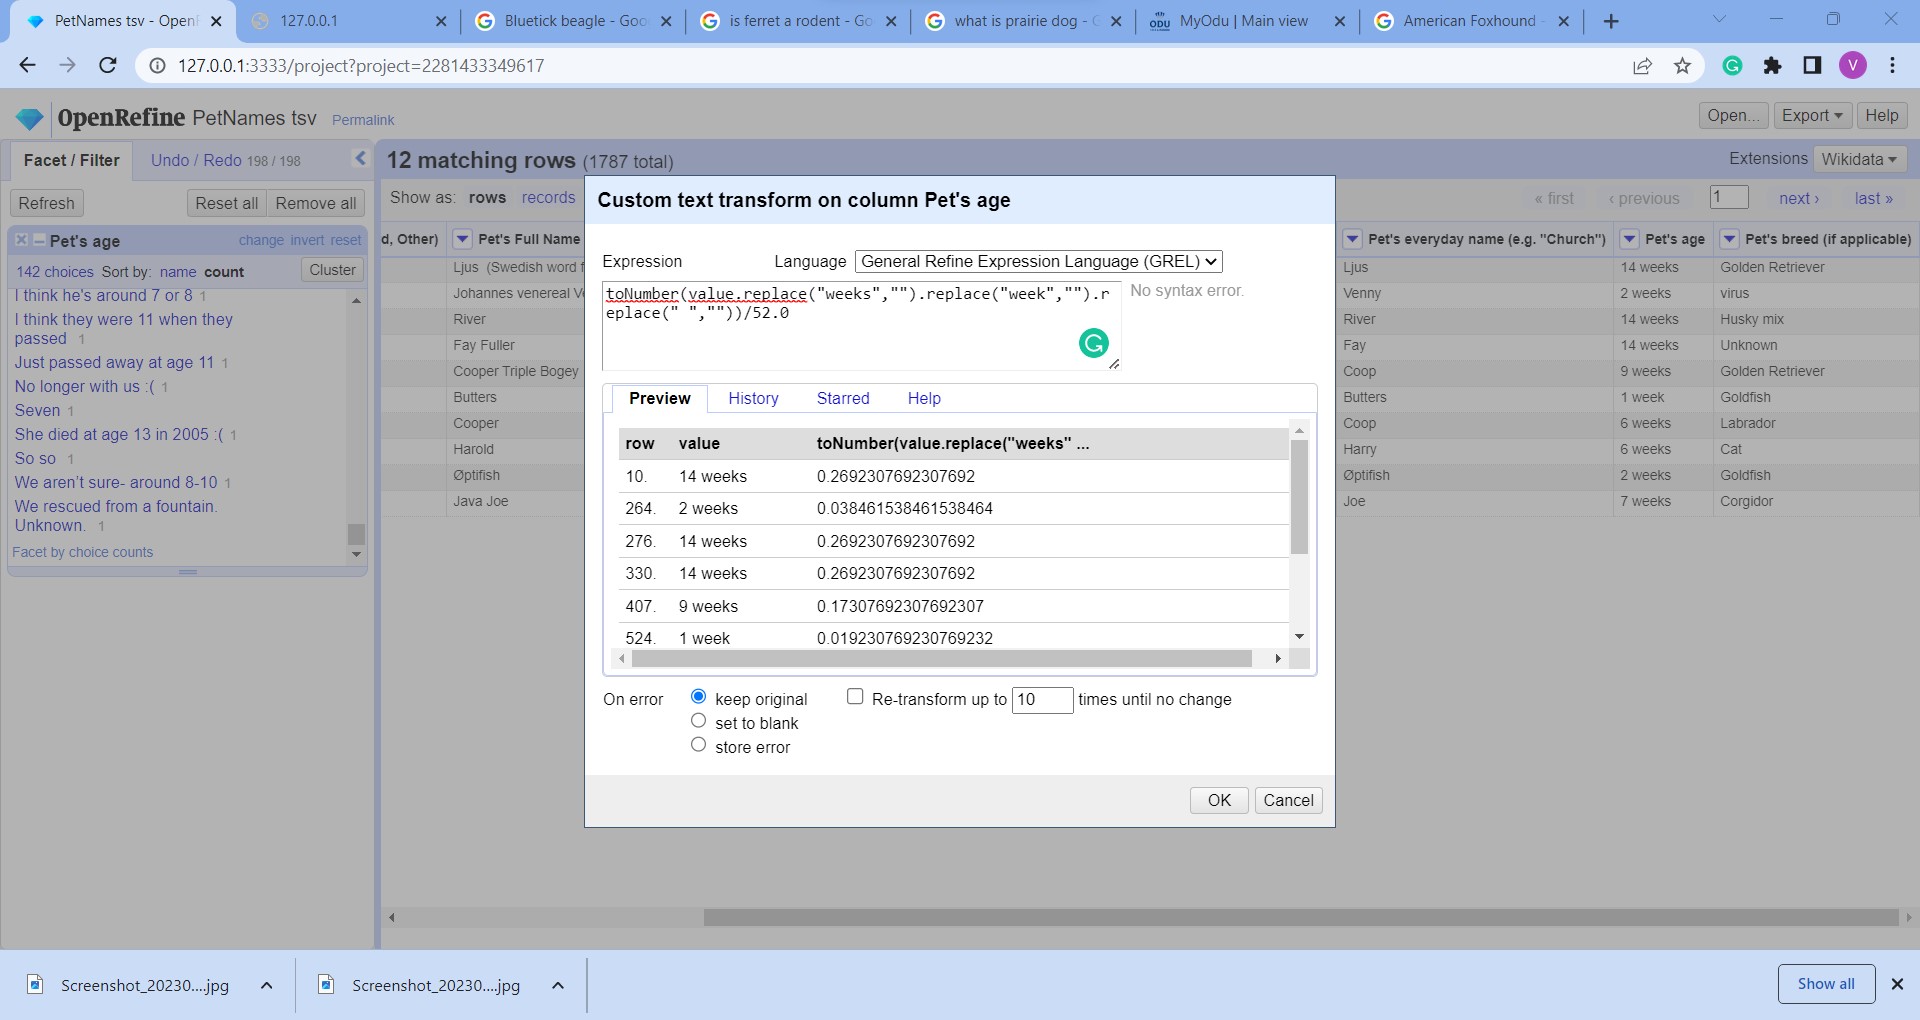 PetNames tsv - OpenF
127.0.0.1
Bluetick beagle - Goo
is ferret a rodent - Go
what is prairie dog - G
ODU MyOdu | Main view
American Foxhound -
127.0.0.1:3333/project?project=2281433349617
V
OpenRefine PetNames tsv Permalink
Open... Export Help
Facet / Filter Undo / Redo 198 / 198
12 matching rows (1787 total)
Extensions Wikidata
Refresh Reset all Remove all
Show as: rows records
« first ‹ previous 1 next › last »
Pet's age change invert reset
142 choices Sort by: name count Cluster
I think he's around 7 or 8 1
I think they were 11 when they
passed 1
Just passed away at age 11 1
No longer with us :( 1
Seven 1
She died at age 13 in 2005 :( 1
So so 1
We aren't sure- around 8-10 1
We rescued from a fountain.
Unknown. 1
Facet by choice counts
d, Other) Pet's Full Name
Ljus (Swedish word f
Johannes venereal Ve
River
Fay Fuller
Cooper Triple Bogey
Butters
Cooper
Harold
Øptifish
Java Joe
Custom text transform on column Pet's age
Expression Language General Refine Expression Language (GREL)
toNumber(value.replace("weeks","").replace("week","").r
eplace(" ",""))/52.0
No syntax error.
Preview History Starred Help
row value toNumber(value.replace("weeks" ...
10. 14 weeks 0.2692307692307692
264. 2 weeks 0.038461538461538464
276. 14 weeks 0.2692307692307692
330. 14 weeks 0.2692307692307692
407. 9 weeks 0.17307692307692307
524. 1 week 0.019230769230769232
On error keep original Re-transform up to 10 times until no change
set to blank
store error
OK Cancel
Pet's everyday name (e.g. "Church") Pet's age Pet's breed (if applicable)
Ljus 14 weeks Golden Retriever
Venny 2 weeks virus
River 14 weeks Husky mix
Fay 14 weeks Unknown
Coop 9 weeks Golden Retriever
Butters 1 week Goldfish
Coop 6 weeks Labrador
Harry 6 weeks Cat
Øptifish 2 weeks Goldfish
Joe 7 weeks Corgidor
Screenshot_20230....jpg
Screenshot_20230....jpg
Show all